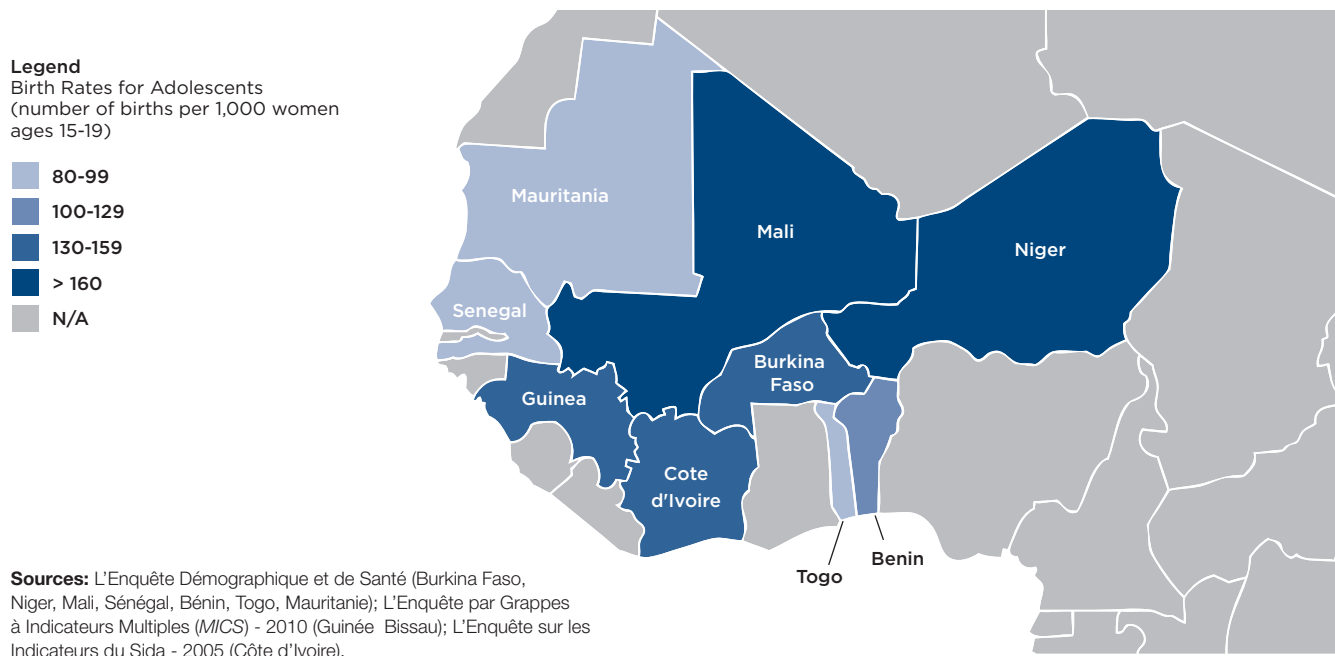 Legend
Birth Rates for Adolescents
(number of births per 1,000 women
ages 15-19)
80-99
100-129
130-159
> 160
N/A
Mauritania
Mali
Niger
Senegal
Burkina
Faso
Guinea
Cote
d'Ivoire
Togo
Benin
Sources: L’Enquête Démographique et de Santé (Burkina Faso,
Niger, Mali, Sénégal, Bénin, Togo, Mauritanie); L’Enquête par Grappes
à Indicateurs Multiples (MICS) - 2010 (Guinée Bissau); L’Enquête sur les
Indicateurs du Sida - 2005 (Côte d’Ivoire).